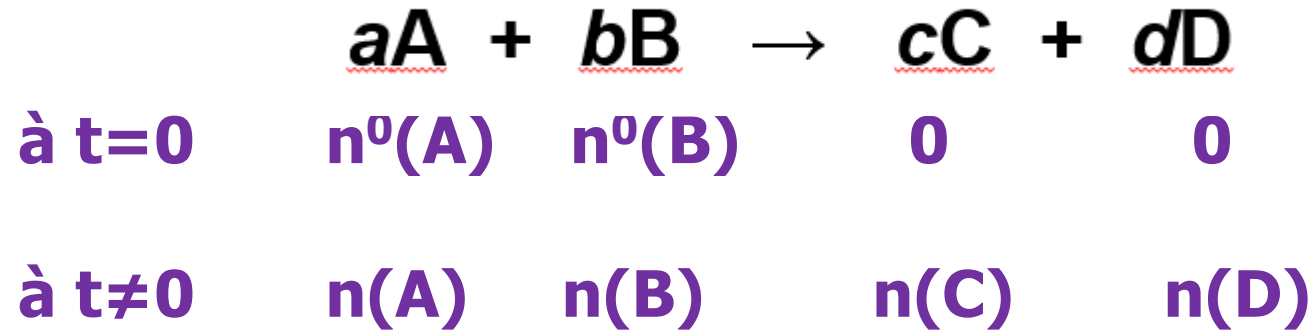 aA + bB → cC + dD
à t=0 n⁰(A) n⁰(B) 0 0
à t≠0 n(A) n(B) n(C) n(D)